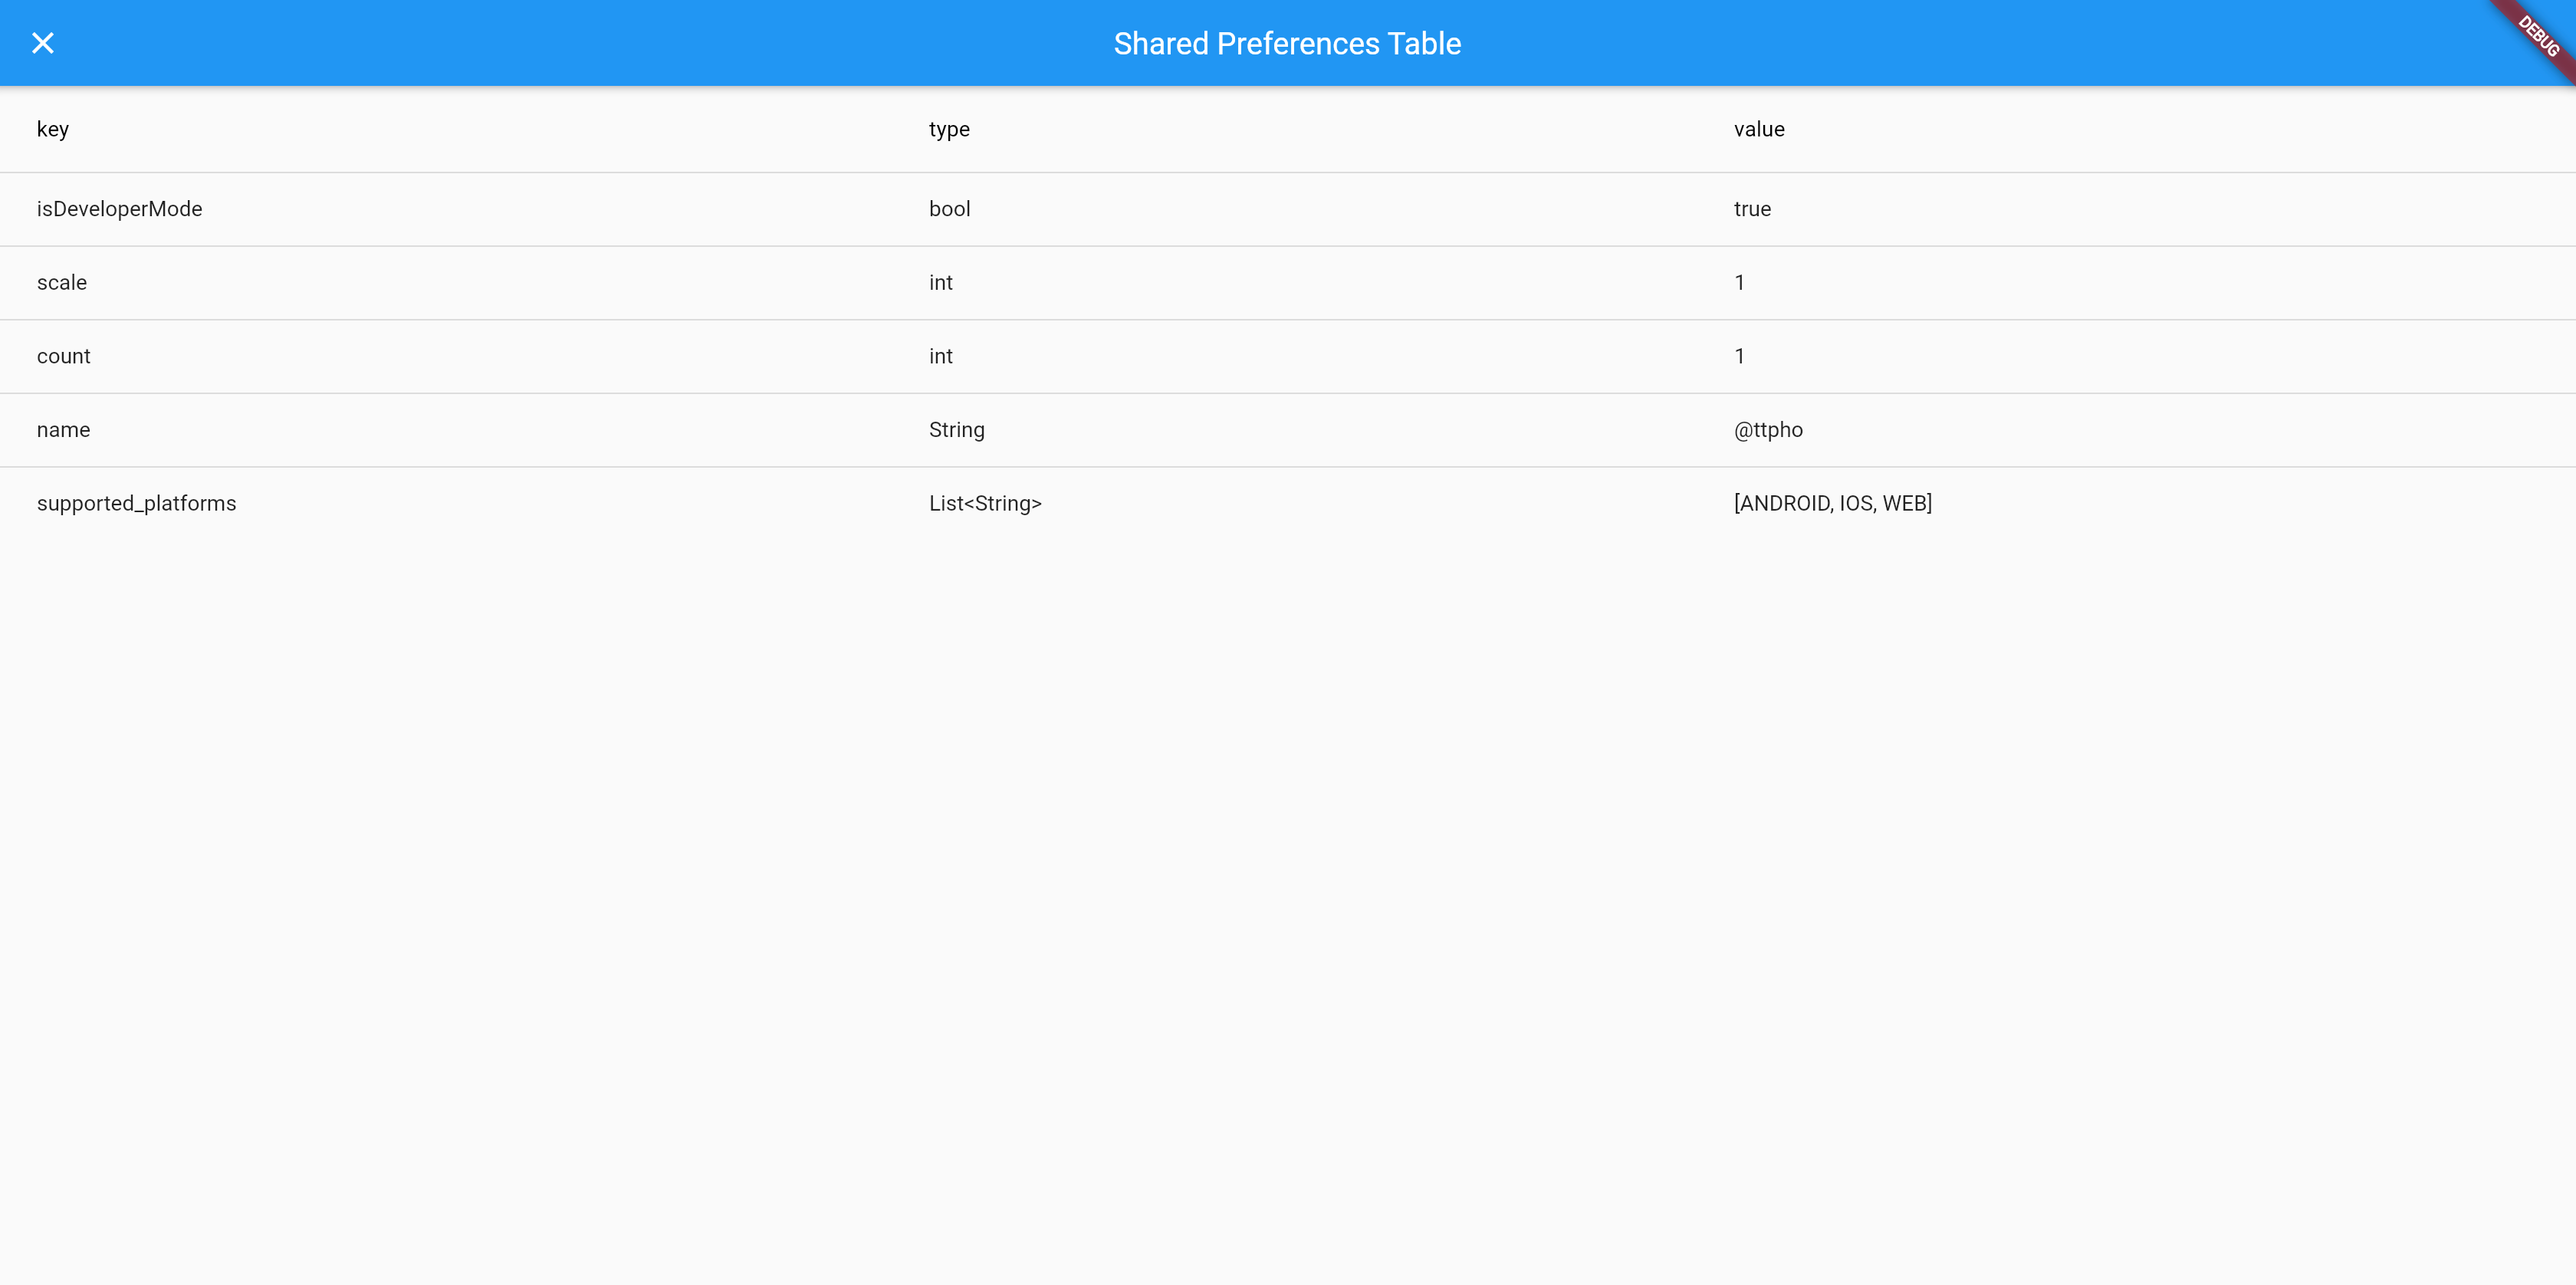 Shared Preferences Table
DEBUG
key type value
isDeveloperMode bool true
scale int 1
count int 1
name String @ttpho
supported_platforms List<String> [ANDROID, IOS, WEB]